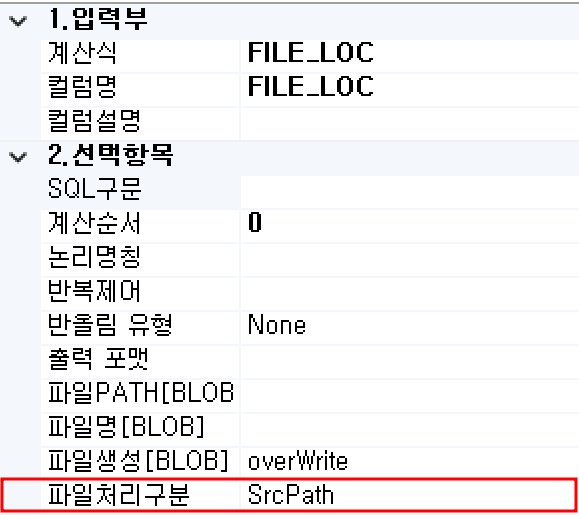 1.입력부
계산식 FILE_LOC
컬럼명 FILE_LOC
컬럼설명
2.선택항목
SQL구문
계산순서 0
논리명칭
반복제어
반올림 유형 None
출력 포맷
파일PATH[BLOB
파일명[BLOB]
파일생성[BLOB] overWrite
파일처리구분 SrcPath